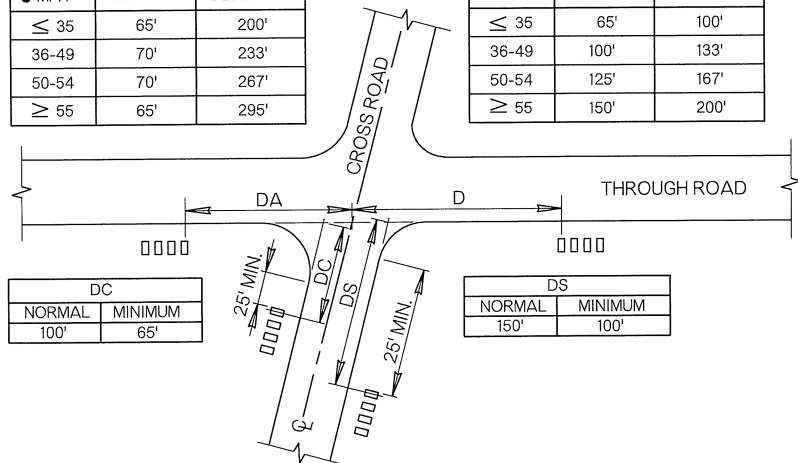 ≤ 35 65' 200'
36-49 70' 233'
50-54 70' 267'
≥ 55 65' 295'
≤ 35 65' 100'
36-49 100' 133'
50-54 125' 167'
≥ 55 150' 200'
CROSS ROAD
THROUGH ROAD
DA
D
DC
DS
25' MIN.
25' MIN.
DC
NORMAL MINIMUM
100' 65'
DS
NORMAL MINIMUM
150' 100'
CL